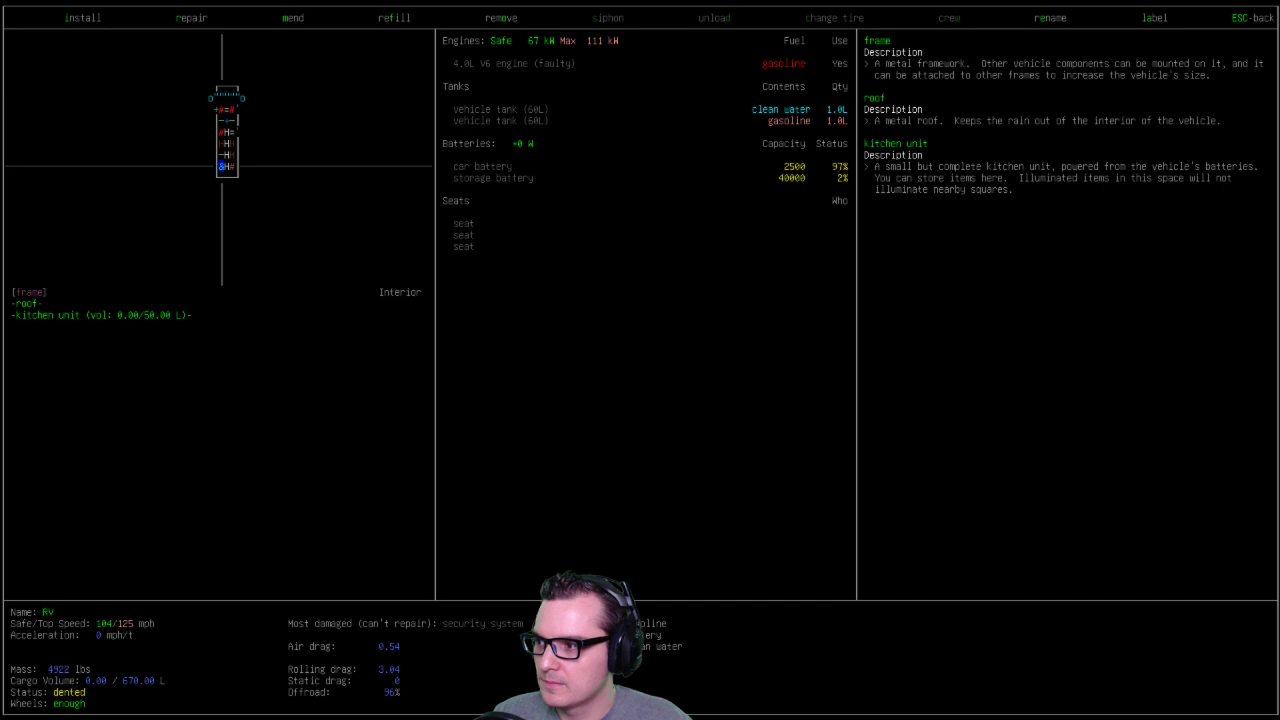 install repair mend refill remove siphon unload change tire crew rename label ESC-back
Engines: Safe 67 kW Max 111 kW Fuel Use
4.0L V6 engine (faulty) gasoline Yes
Tanks Contents Qty
vehicle tank (60L) clean water 1.0L
vehicle tank (60L) gasoline 1.0L
Batteries: +0 W Capacity Status
car battery 2500 97%
storage battery 40000 2%
Seats Who
seat
seat
seat
frame
Description
> A metal framework. Other vehicle components can be mounted on it, and it
can be attached to other frames to increase the vehicle's size.
roof
Description
> A metal roof. Keeps the rain out of the interior of the vehicle.
kitchen unit
Description
> A small but complete kitchen unit, powered from the vehicle's batteries.
You can store items here. Illuminated items in this space will not
illuminate nearby squares.
[frame] Interior
-roof-
-kitchen unit (vol: 0.00/50.00 L)-
Name: RV
Safe/Top Speed: 104/125 mph
Acceleration: 0 mph/t
Mass: 4922 lbs
Cargo Volume: 0.00 / 670.00 L
Status: dented
Wheels: enough
Most damaged (can't repair): security system
Air drag: 0.54
Rolling drag: 3.04
Static drag: 0
Offroad: 96%
water